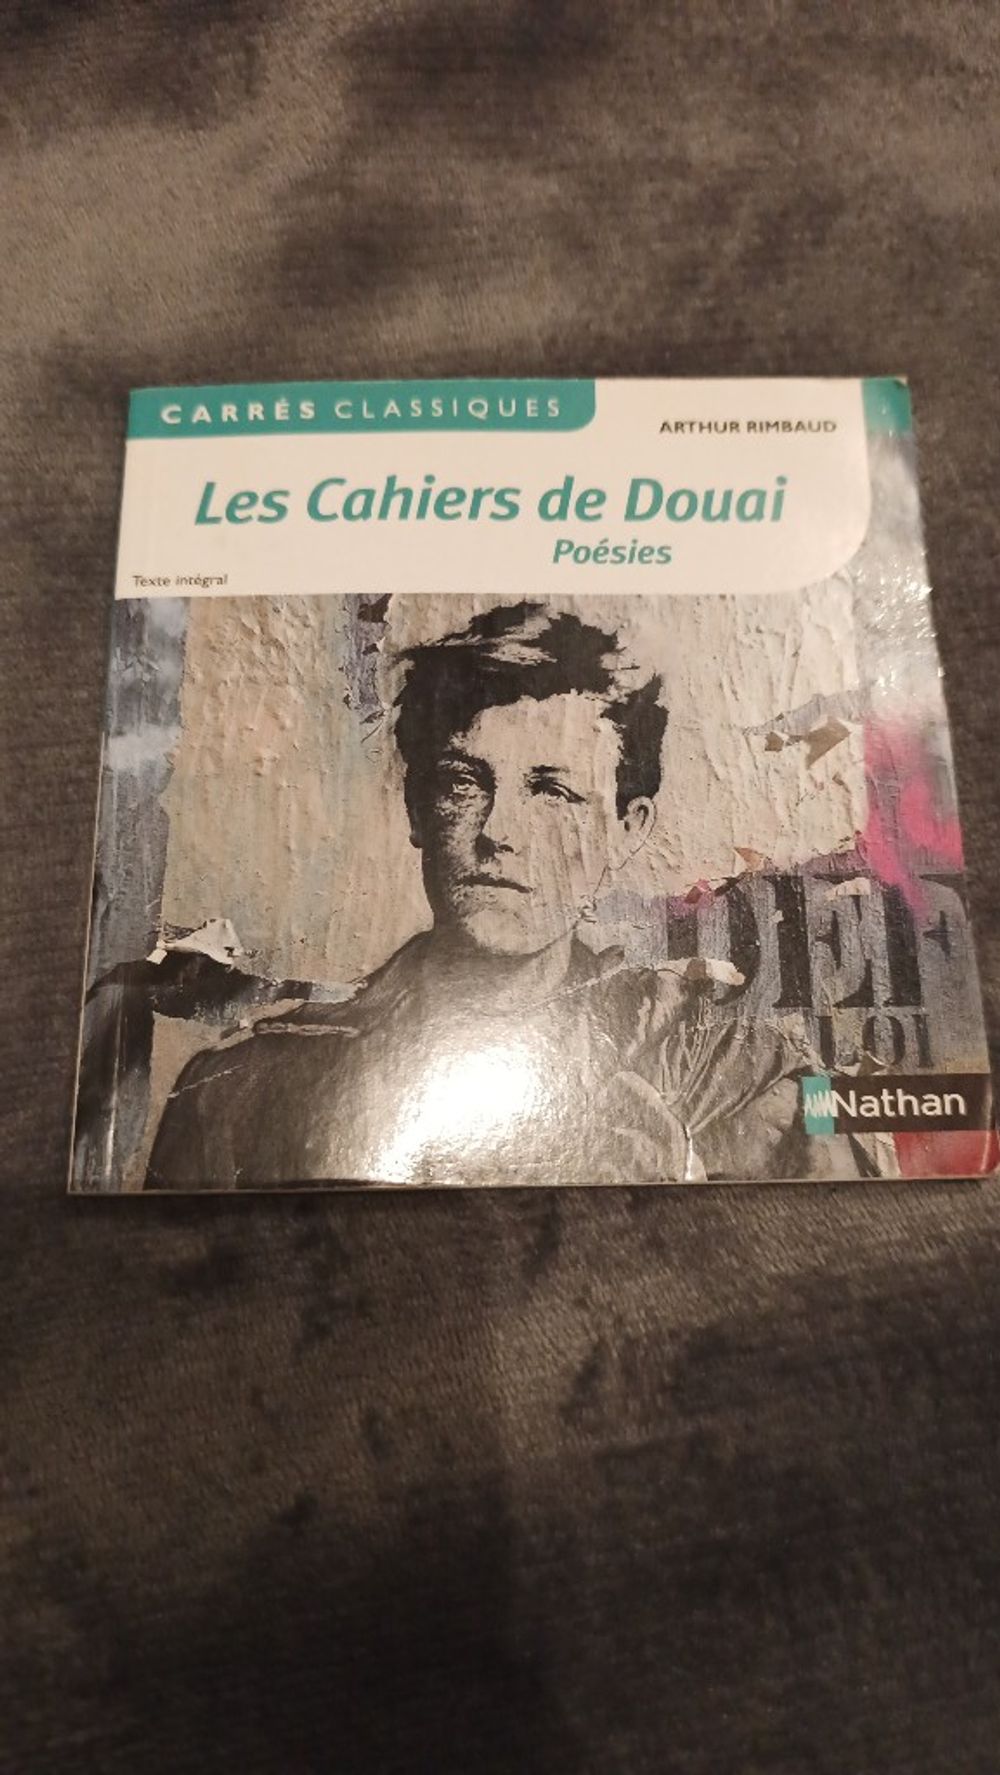 CARRÉS CLASSIQUES
ARTHUR RIMBAUD
Les Cahiers de Douai
Poésies
Texte intégral
LOI
Nathan